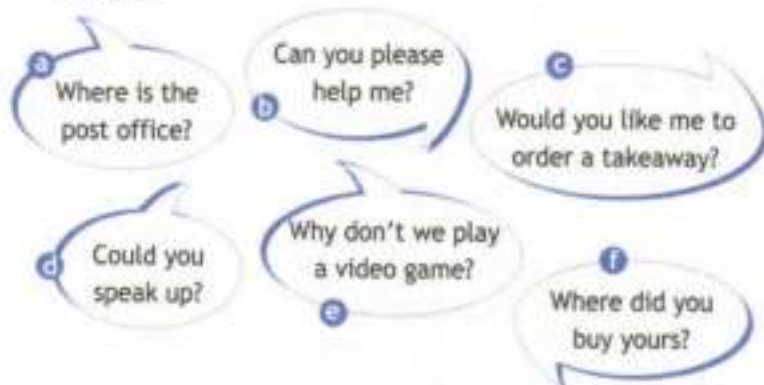 a
Where is the
post office?
b
Can you please
help me?
c
Would you like me to
order a takeaway?
d
Could you
speak up?
e
Why don't we play
a video game?
f
Where did you
buy yours?